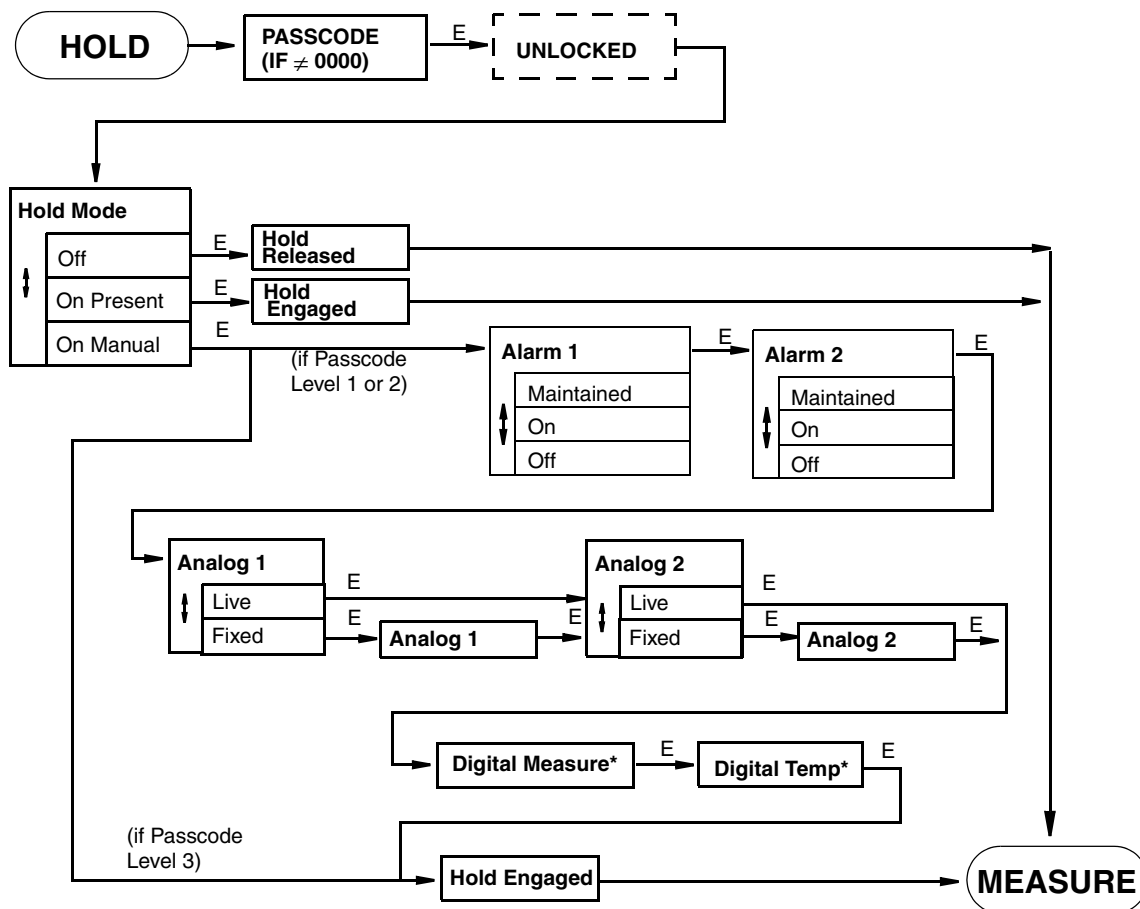 HOLD
PASSCODE
(IF ≠ 0000)
E
UNLOCKED
Hold Mode
Off
E
Hold
Released
On Present
E
Hold
Engaged
On Manual
E
(if Passcode
Level 1 or 2)
Alarm 1
Maintained
On
Off
E
Alarm 2
Maintained
On
Off
E
Analog 1
Live
E
Fixed
E
Analog 1
E
Analog 2
Live
E
Fixed
E
Analog 2
E
Digital Measure*
E
Digital Temp*
E
(if Passcode
Level 3)
Hold Engaged
MEASURE